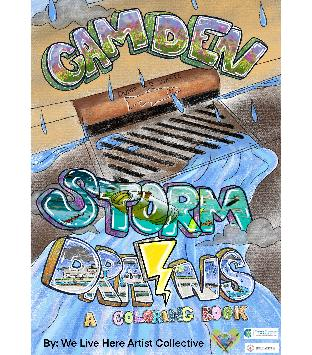 CAMDEN
STORM
DRAINS
A COLORING BOOK
By: We Live Here Artist Collective